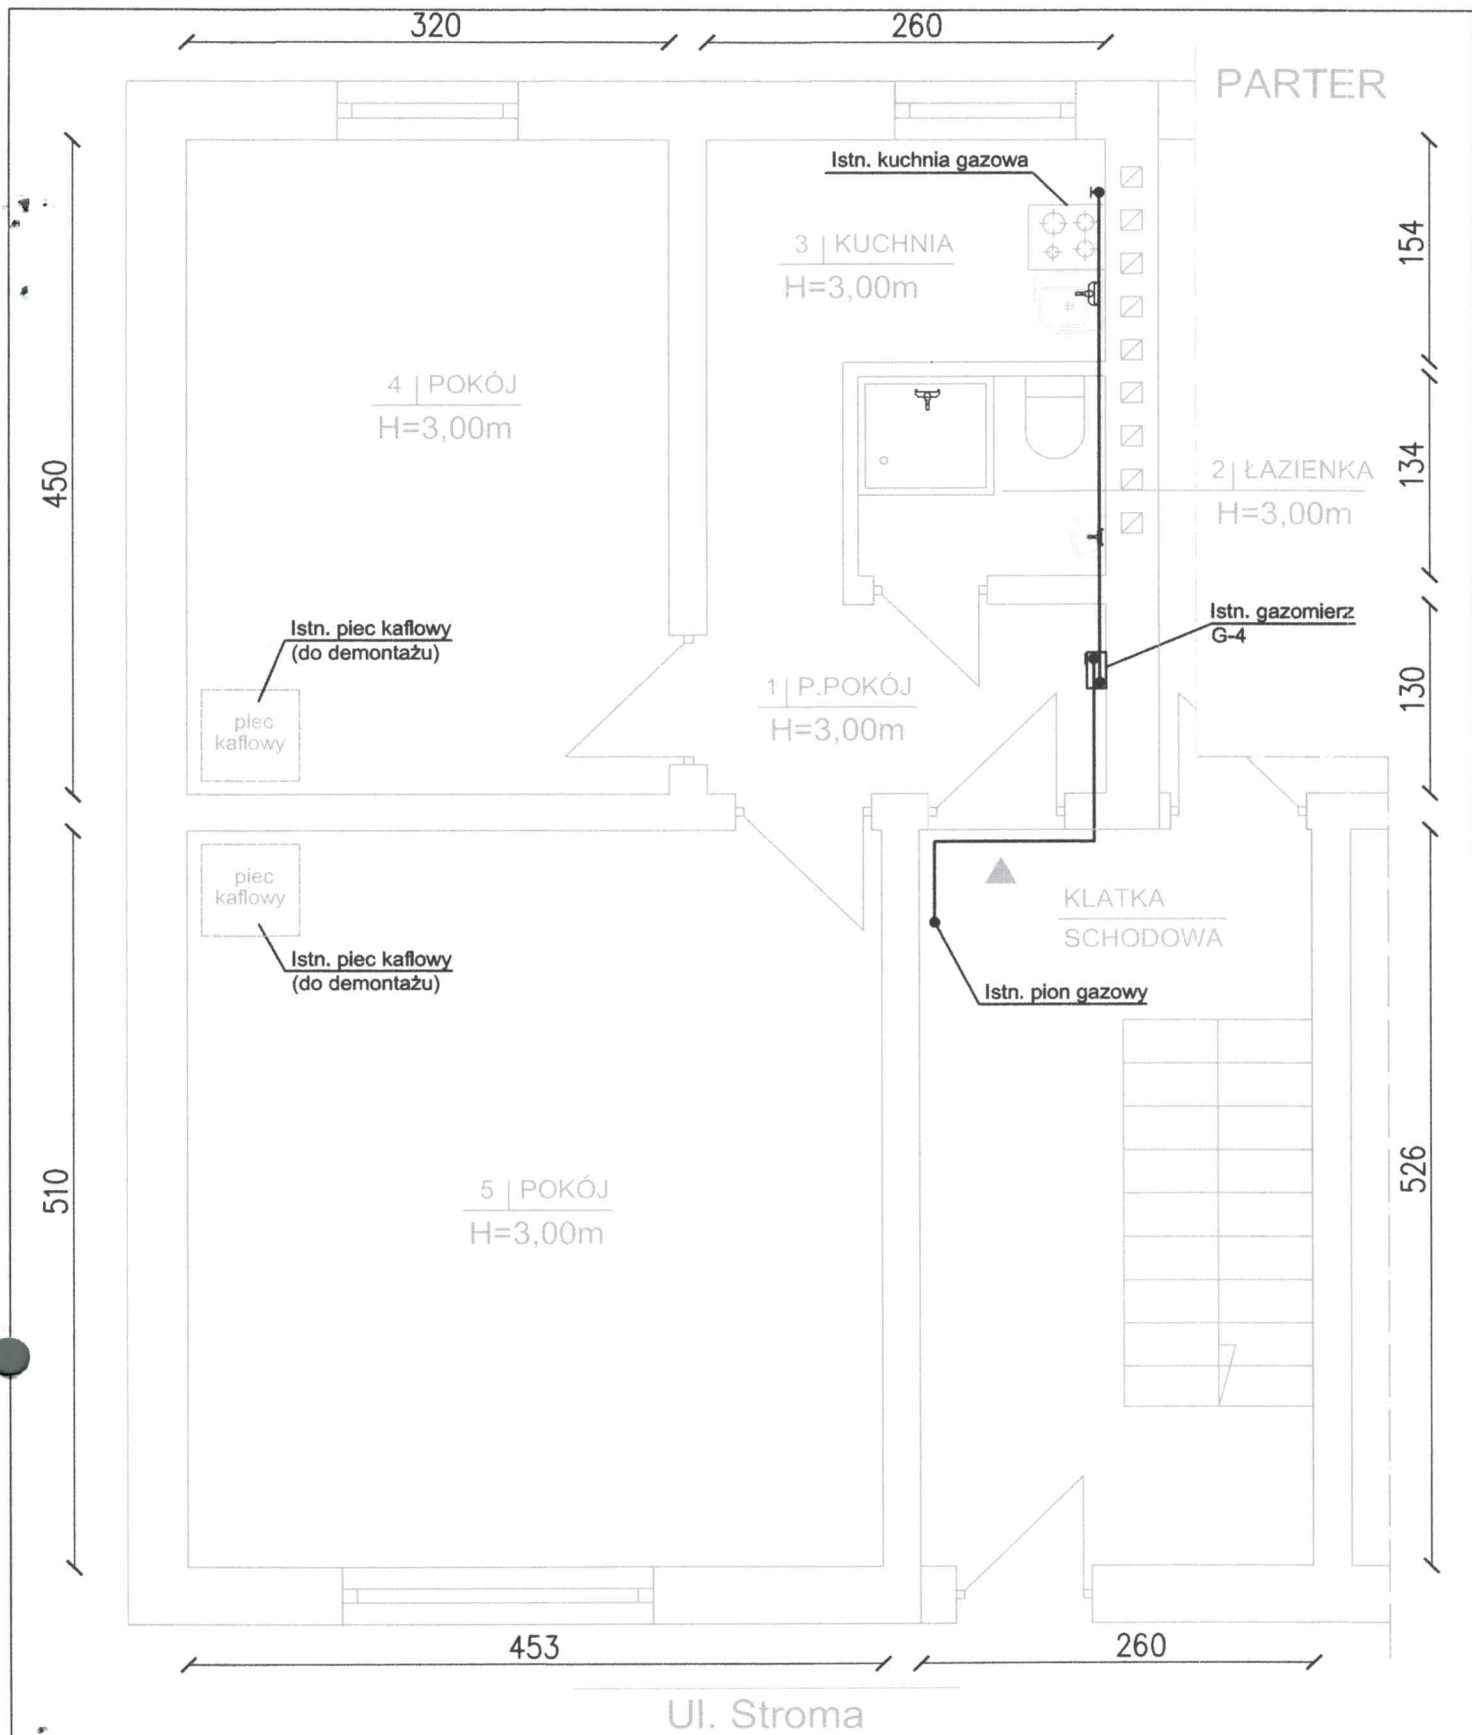 320
260
PARTER
Istn. kuchnia gazowa
154
3 | KUCHNIA
H=3,00m
4 | POKÓJ
H=3,00m
450
134
2 | ŁAZIENKA
H=3,00m
Istn. piec kaflowy
(do demontażu)
Istn. gazomierz
G-4
130
1 | P.POKÓJ
H=3,00m
piec
kaflowy
piec
kaflowy
KLATKA
SCHODOWA
Istn. piec kaflowy
(do demontażu)
Istn. pion gazowy
510
526
5 | POKÓJ
H=3,00m
453
260
Ul. Stroma